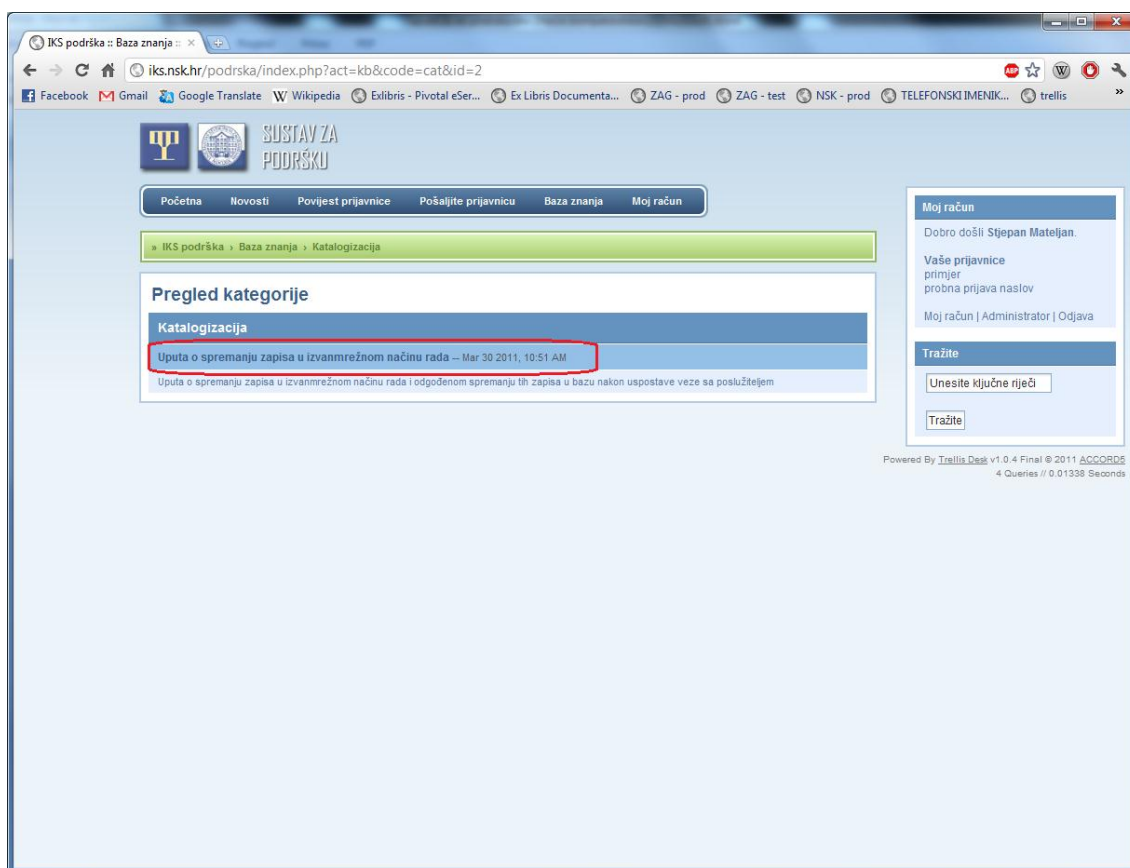 IKS podrška :: Baza znanja ::
iks.nsk.hr/podrska/index.php?act=kb&code=cat&id=2
ABP
W
Facebook Gmail Google Translate W Wikipedia Exlibris - Pivotal eSer... Ex Libris Documenta... ZAG - prod ZAG - test NSK - prod TELEFONSKI IMENIK... trellis »
SUSTAV ZA
PODRŠKU
Početna Novosti Povijest prijavnice Pošaljite prijavnicu Baza znanja Moj račun
» IKS podrška › Baza znanja › Katalogizacija
Pregled kategorije
Katalogizacija
Uputa o spremanju zapisa u izvanmrežnom načinu rada -- Mar 30 2011, 10:51 AM
Uputa o spremanju zapisa u izvanmrežnom načinu rada i odgođenom spremanju tih zapisa u bazu nakon uspostave veze sa poslužiteljem
Moj račun
Dobro došli Stjepan Mateljan.
Vaše prijavnice
primjer
probna prijava naslov
Moj račun | Administrator | Odjava
Tražite
Unesite ključne riječi
Tražite
Powered By Trellis Desk v1.0.4 Final © 2011 ACCORD5
4 Queries // 0.01338 Seconds